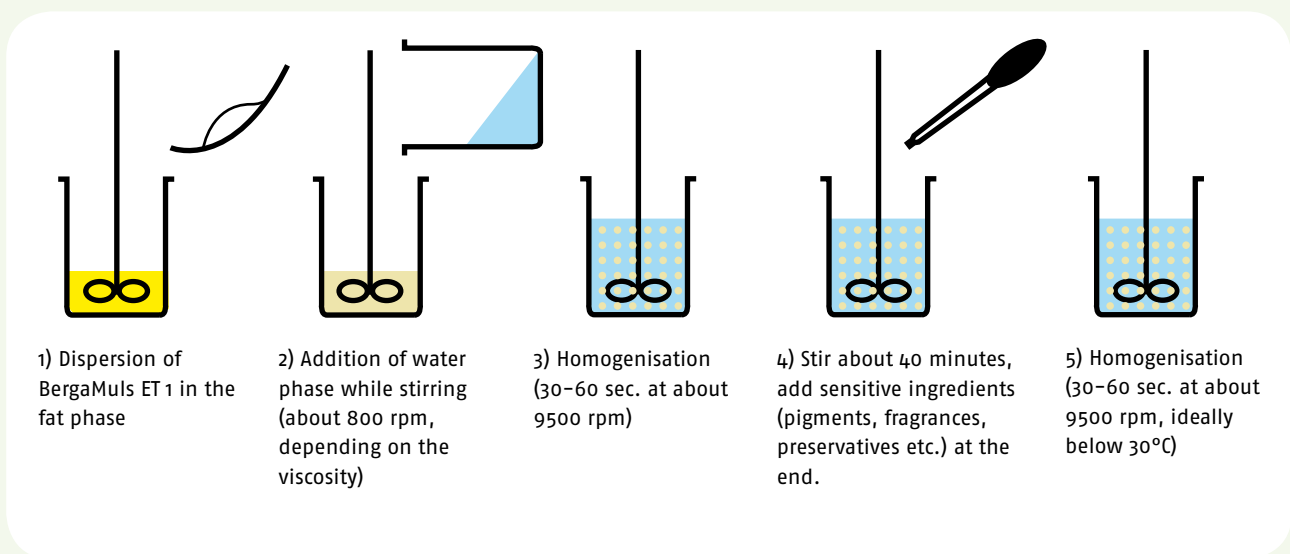 1) Dispersion of
BergaMuls ET 1 in the
fat phase
2) Addition of water
phase while stirring
(about 800 rpm,
depending on the
viscosity)
3) Homogenisation
(30–60 sec. at about
9500 rpm)
4) Stir about 40 minutes,
add sensitive ingredients
(pigments, fragrances,
preservatives etc.) at the
end.
5) Homogenisation
(30–60 sec. at about
9500 rpm, ideally
below 30°C)